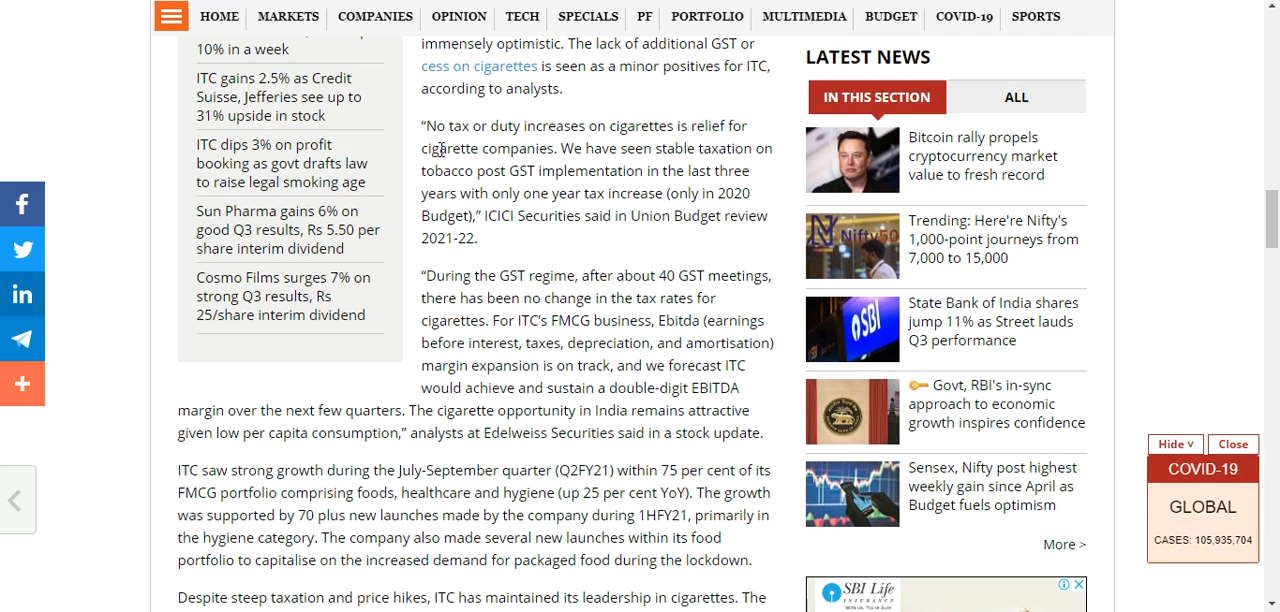 HOME
MARKETS
COMPANIES
OPINION
TECH
SPECIALS
PF
PORTFOLIO
MULTIMEDIA
BUDGET
COVID-19
SPORTS
10% in a week
ITC gains 2.5% as Credit
Suisse, Jefferies see up to
31% upside in stock
ITC dips 3% on profit
booking as govt drafts law
to raise legal smoking age
Sun Pharma gains 6% on
good Q3 results, Rs 5.50 per
share interim dividend
Cosmo Films surges 7% on
strong Q3 results, Rs
25/share interim dividend
immensely optimistic. The lack of additional GST or
cess on cigarettes is seen as a minor positives for ITC,
according to analysts.
“No tax or duty increases on cigarettes is relief for
cigarette companies. We have seen stable taxation on
tobacco post GST implementation in the last three
years with only one year tax increase (only in 2020
Budget),” ICICI Securities said in Union Budget review
2021-22.
“During the GST regime, after about 40 GST meetings,
there has been no change in the tax rates for
cigarettes. For ITC’s FMCG business, Ebitda (earnings
before interest, taxes, depreciation, and amortisation)
margin expansion is on track, and we forecast ITC
would achieve and sustain a double-digit EBITDA
margin over the next few quarters. The cigarette opportunity in India remains attractive
given low per capita consumption,” analysts at Edelweiss Securities said in a stock update.
ITC saw strong growth during the July-September quarter (Q2FY21) within 75 per cent of its
FMCG portfolio comprising foods, healthcare and hygiene (up 25 per cent YoY). The growth
was supported by 70 plus new launches made by the company during 1HFY21, primarily in
the hygiene category. The company also made several new launches within its food
portfolio to capitalise on the increased demand for packaged food during the lockdown.
Despite steep taxation and price hikes, ITC has maintained its leadership in cigarettes. The
LATEST NEWS
IN THIS SECTION
ALL
Bitcoin rally propels
cryptocurrency market
value to fresh record
Nifty50
Trending: Here're Nifty's
1,000-point journeys from
7,000 to 15,000
SBI
State Bank of India shares
jump 11% as Street lauds
Q3 performance
Govt, RBI's in-sync
approach to economic
growth inspires confidence
Sensex, Nifty post highest
weekly gain since April as
Budget fuels optimism
More >
SBI Life
INSURANCE
With Us, You're Sure
Hide v
Close
COVID-19
GLOBAL
CASES: 105,935,704